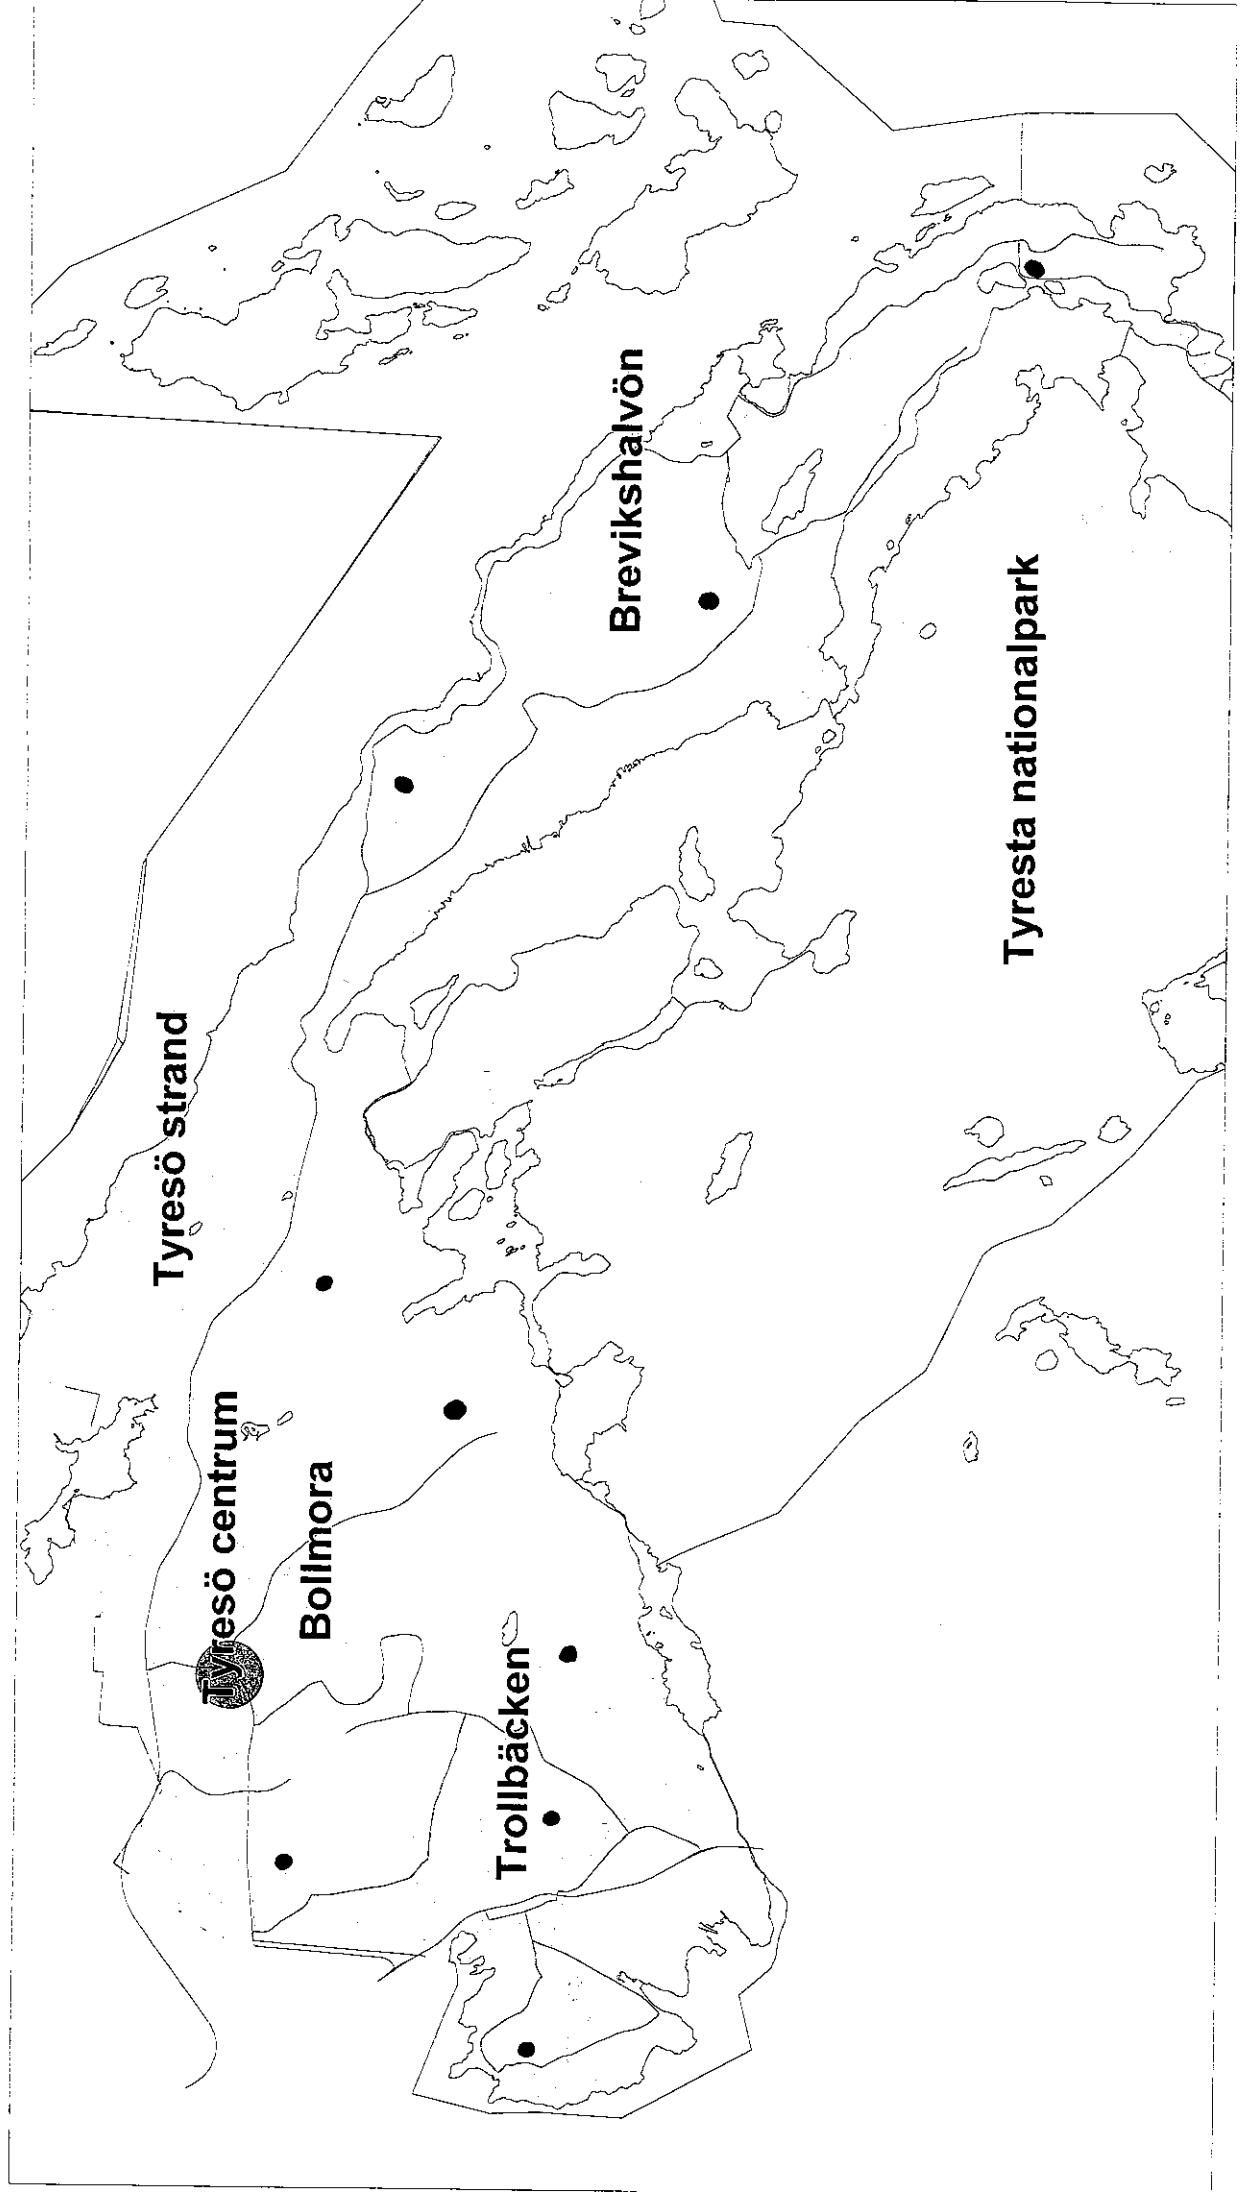 Tyresö centrum
Tyresö strand
Bollmora
Trollbäcken
Brevikshalvön
Tyresta nationalpark